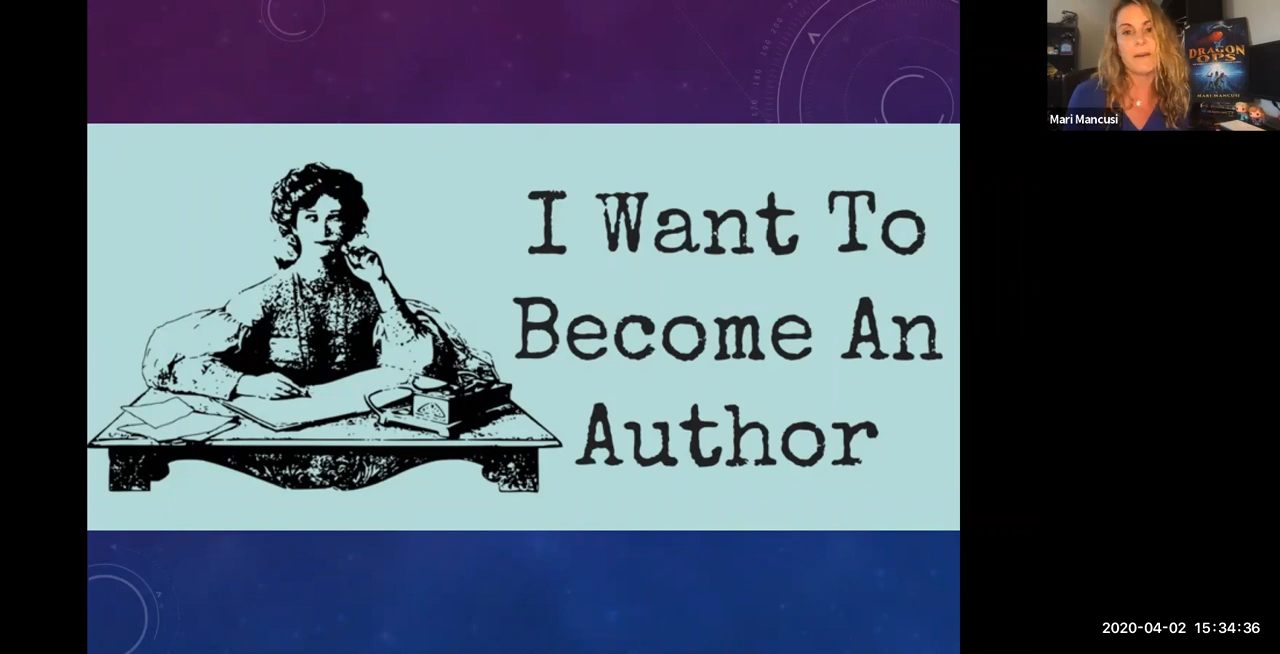 I Want To
Become An
Author
DRAGON
OPS
MARI MANCUSI
Mari Mancusi
2020-04-02 15:34:36